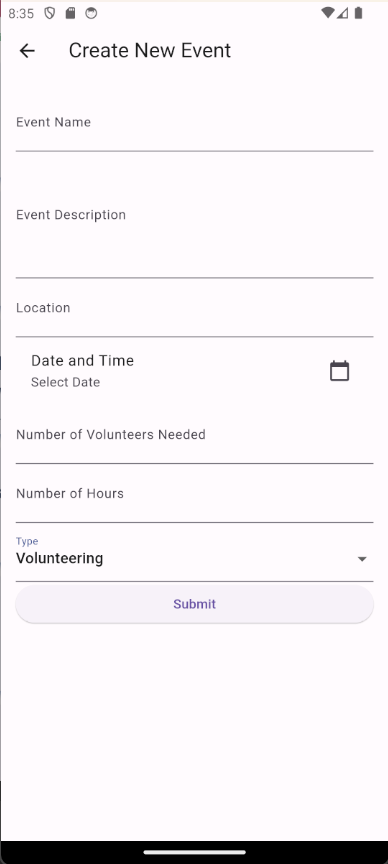 8:35
Create New Event
Event Name
Event Description
Location
Date and Time
Select Date
Number of Volunteers Needed
Number of Hours
Type
Volunteering
Submit